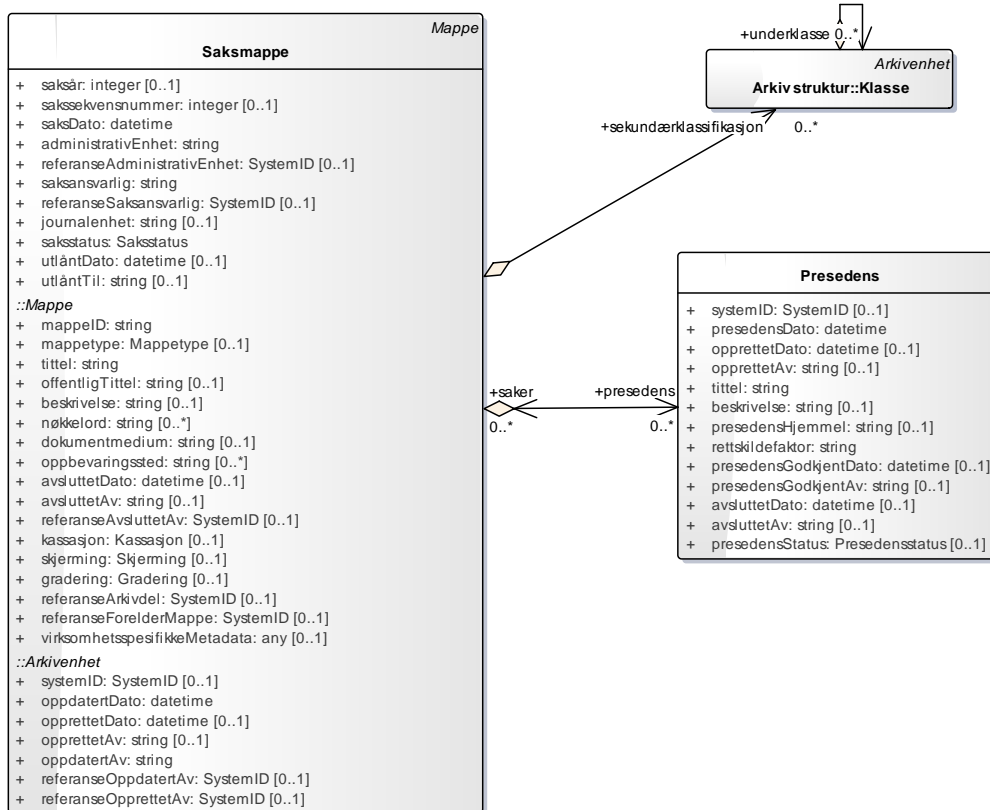 Mappe
Saksmappe
+ saksår: integer [0..1]
+ sakssekvensnummer: integer [0..1]
+ saksDato: datetime
+ administrativEnhet: string
+ referanseAdministrativEnhet: SystemID [0..1]
+ saksansvarlig: string
+ referanseSaksansvarlig: SystemID [0..1]
+ journalenhet: string [0..1]
+ saksstatus: Saksstatus
+ utlåntDato: datetime [0..1]
+ utlåntTil: string [0..1]
::Mappe
+ mappeID: string
+ mappetype: Mappetype [0..1]
+ tittel: string
+ offentligTittel: string [0..1]
+ beskrivelse: string [0..1]
+ nøkkelord: string [0..*]
+ dokumentmedium: string [0..1]
+ oppbevaringssted: string [0..*]
+ avsluttetDato: datetime [0..1]
+ avsluttetAv: string [0..1]
+ referanseAvsluttetAv: SystemID [0..1]
+ kassasjon: Kassasjon [0..1]
+ skjerming: Skjerming [0..1]
+ gradering: Gradering [0..1]
+ referanseArkivdel: SystemID [0..1]
+ referanseForelderMappe: SystemID [0..1]
+ virksomhetsspesifikkeMetadata: any [0..1]
::Arkivenhet
+ systemID: SystemID [0..1]
+ oppdatertDato: datetime
+ opprettetDato: datetime [0..1]
+ opprettetAv: string [0..1]
+ oppdatertAv: string
+ referanseOppdatertAv: SystemID [0..1]
+ referanseOpprettetAv: SystemID [0..1]
+underklasse 0..*
Arkivenhet
Arkivstruktur::Klasse
+sekundærklassifikasjon 0..*
+saker
0..*
+presedens
0..*
Presedens
+ systemID: SystemID [0..1]
+ presedensDato: datetime
+ opprettetDato: datetime [0..1]
+ opprettetAv: string [0..1]
+ tittel: string
+ beskrivelse: string [0..1]
+ presedensHjemmel: string [0..1]
+ rettskildefaktor: string
+ presedensGodkjentDato: datetime [0..1]
+ presedensGodkjentAv: string [0..1]
+ avsluttetDato: datetime [0..1]
+ avsluttetAv: string [0..1]
+ presedensStatus: Presedensstatus [0..1]